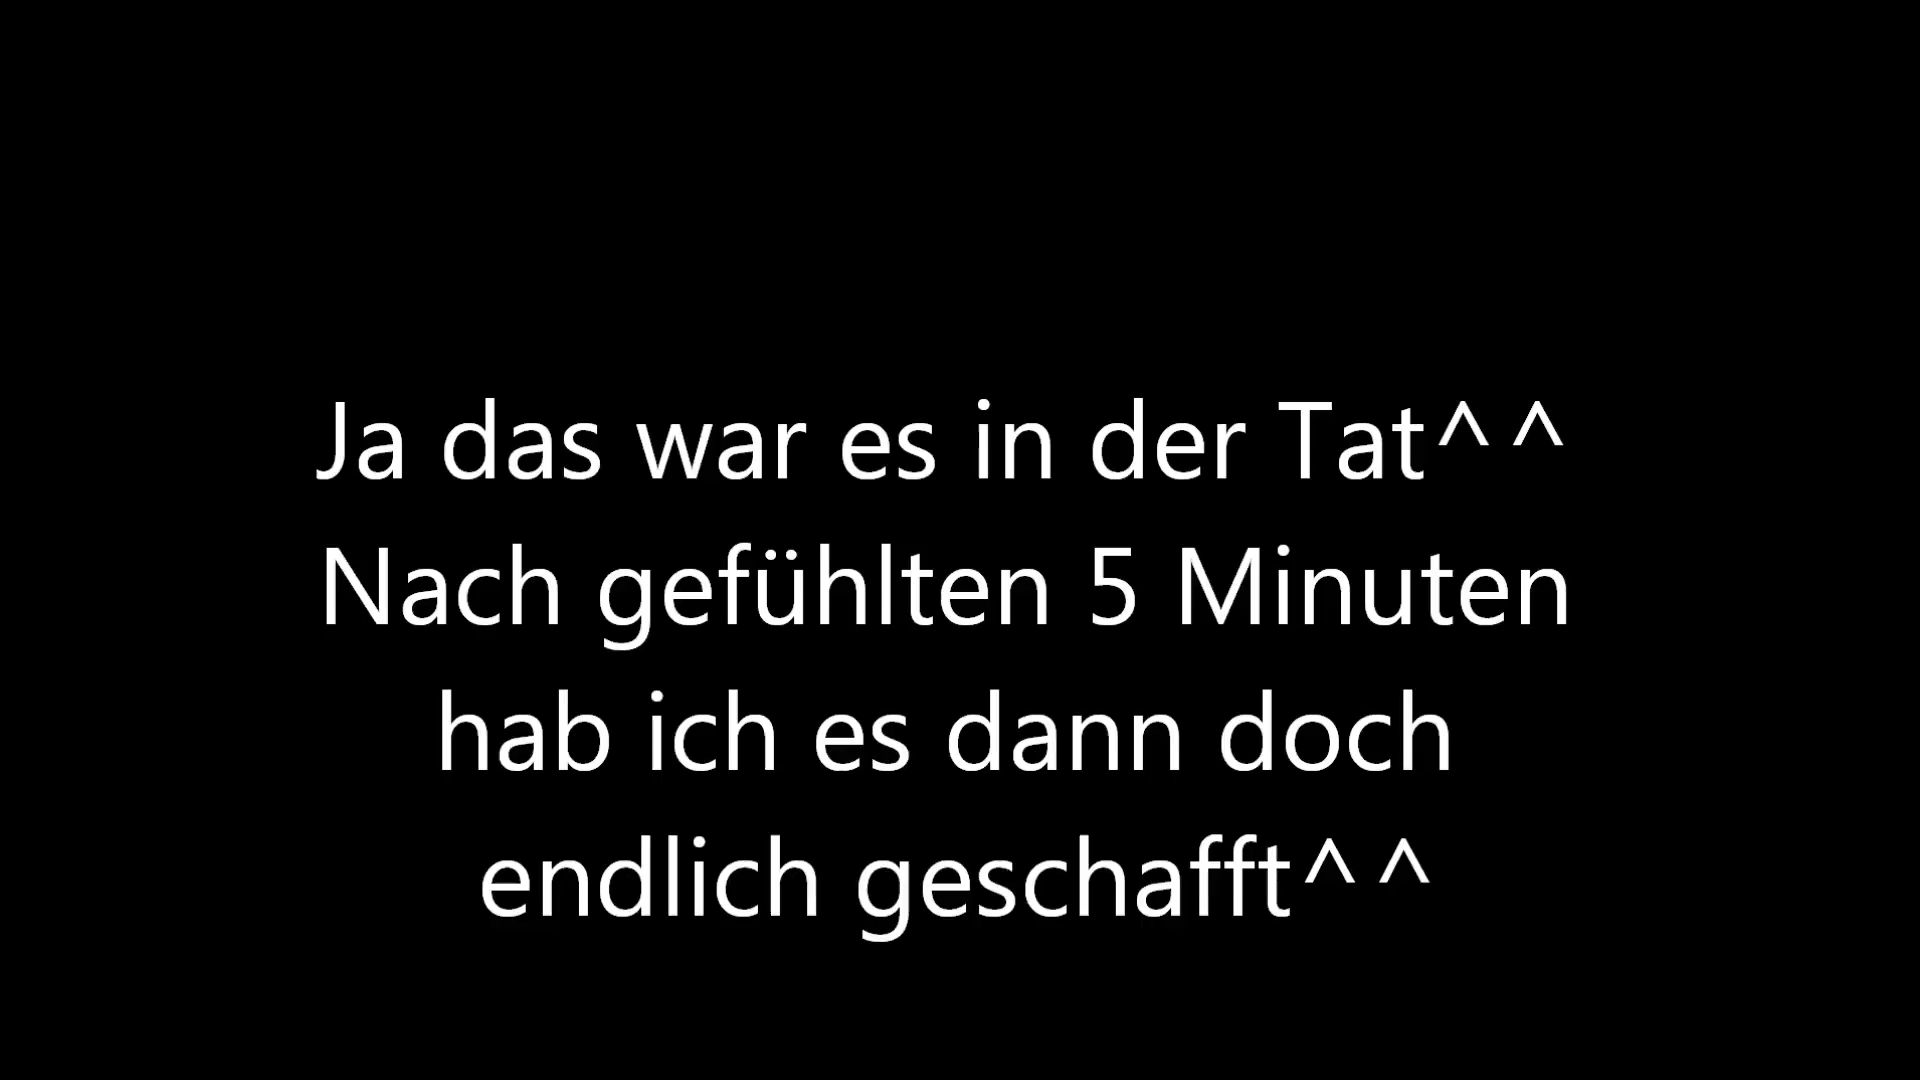 Ja das war es in der Tat^^
Nach gefühlten 5 Minuten
hab ich es dann doch
endlich geschafft^^